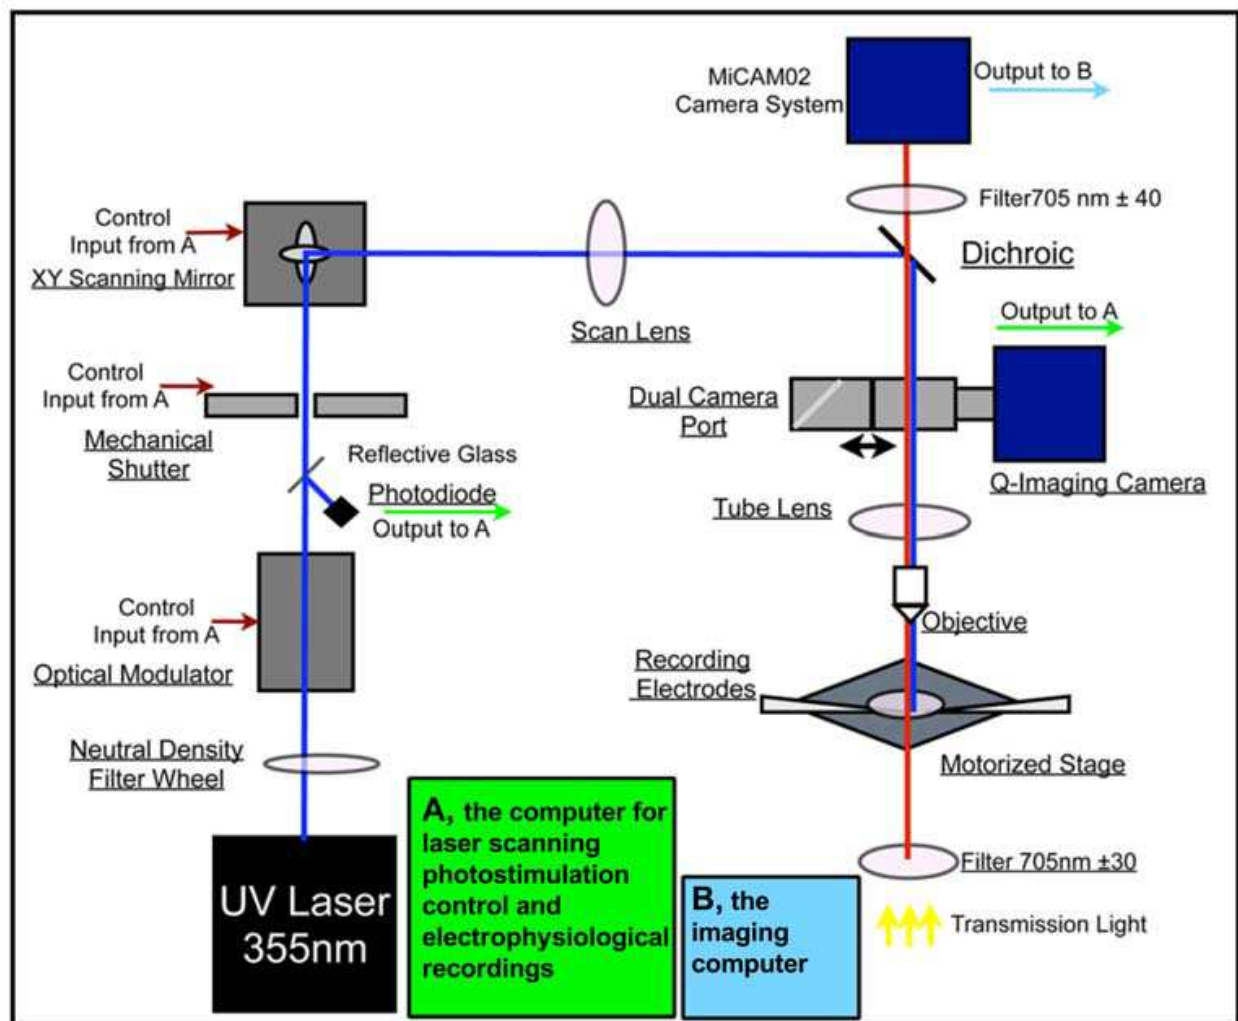 MiCAM02
Camera System
Output to B
Filter705 nm ± 40
Control
Input from A
XY Scanning Mirror
Dichroic
Scan Lens
Output to A
Control
Input from A
Mechanical
Shutter
Dual Camera
Port
Q-Imaging Camera
Reflective Glass
Photodiode
Output to A
Tube Lens
Control
Input from A
Optical Modulator
Objective
Recording
Electrodes
Neutral Density
Filter Wheel
Motorized Stage
UV Laser
355nm
A, the computer for
laser scanning
photostimulation
control and
electrophysiological
recordings
B, the
imaging
computer
Filter 705nm ±30
Transmission Light